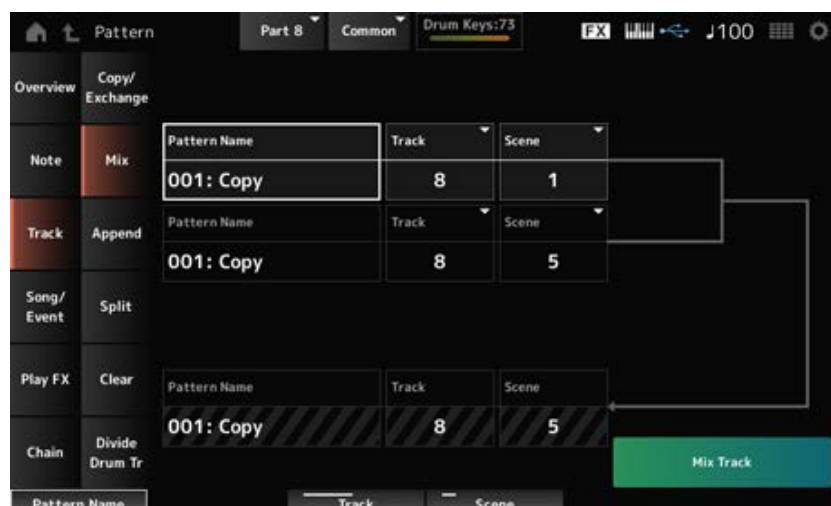 Pattern
Part 8
Common
Drum Keys:73
FX
♩100
Overview
Note
Track
Song/
Event
Play FX
Chain
Copy/
Exchange
Mix
Append
Split
Clear
Divide
Drum Tr
Pattern Name
Track
Scene
001: Copy
8
1
Pattern Name
Track
Scene
001: Copy
8
5
Pattern Name
Track
Scene
001: Copy
8
5
Mix Track
Pattern Name
Track
Scene